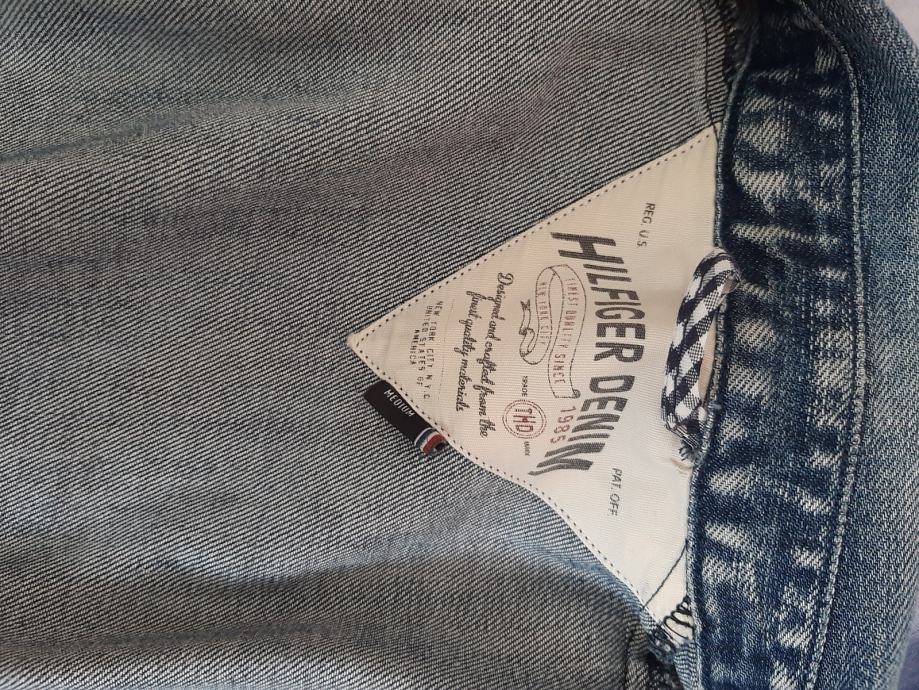 REG. U.S. PAT. OFF
HILFIGER DENIM
FINEST QUALITY SINCE 1985
NEW YORK CITY
TRADE THD MARK
Designed and crafted from the
finest quality materials
NEW YORK CITY N.Y.C.
UNITED STATES OF
AMERICA
MEDIUM